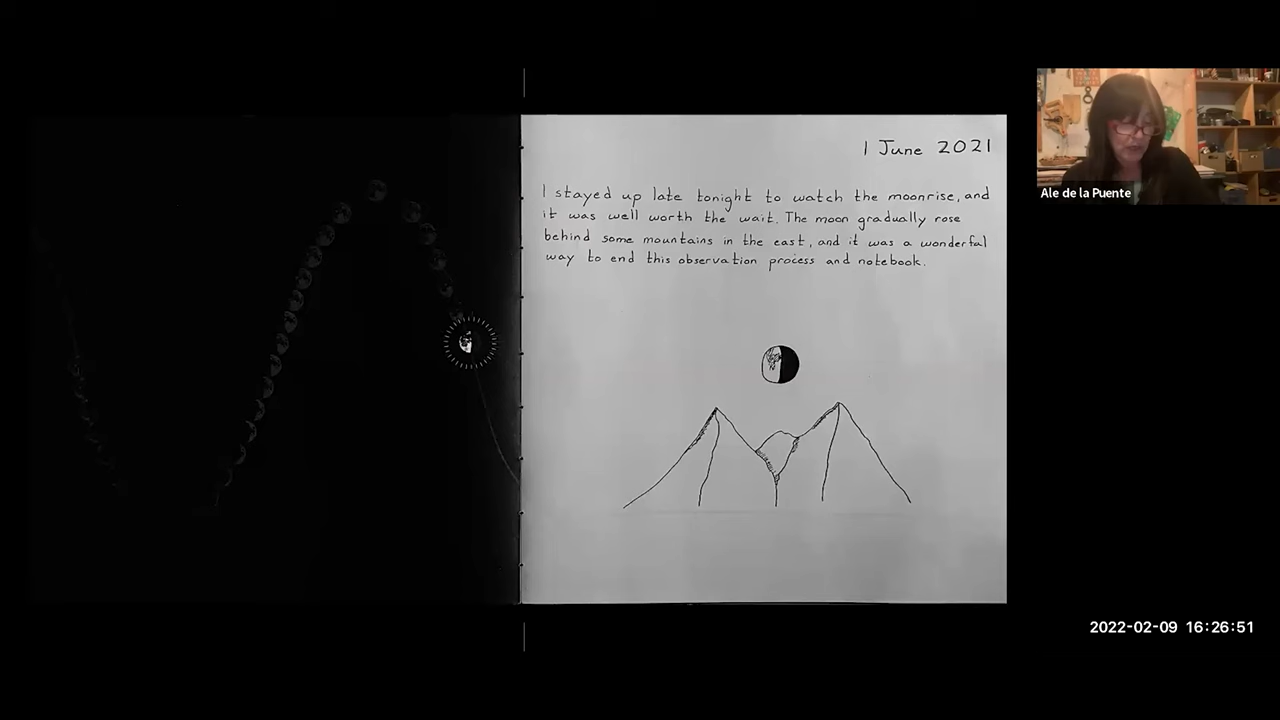 1 June 2021
I stayed up late tonight to watch the moonrise, and
it was well worth the wait. The moon gradually rose
behind some mountains in the east, and it was a wonderful
way to end this observation process and notebook.
Ale de la Puente
2022-02-09 16:26:51